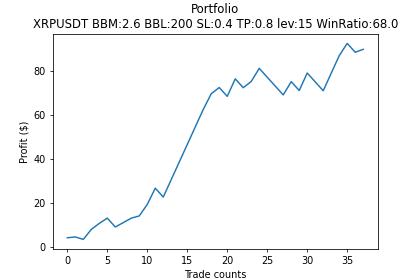 Portfolio
XRPUSDT BBM:2.6 BBL:200 SL:0.4 TP:0.8 lev:15 WinRatio:68.0
80
60
40
20
0
Profit ($)
0 5 10 15 20 25 30 35
Trade counts